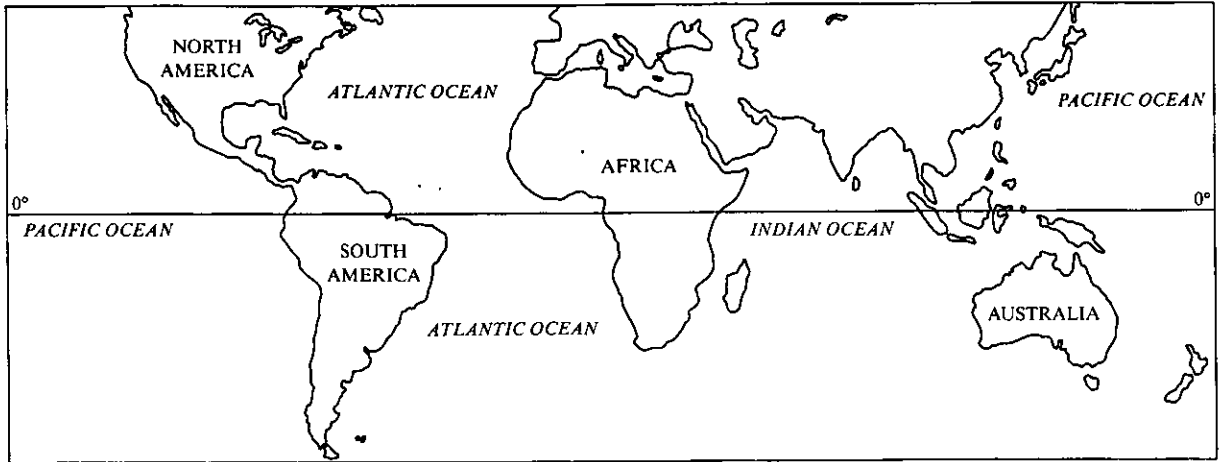 NORTH
AMERICA
ATLANTIC OCEAN
PACIFIC OCEAN
AFRICA
0°
0°
PACIFIC OCEAN
INDIAN OCEAN
SOUTH
AMERICA
AUSTRALIA
ATLANTIC OCEAN